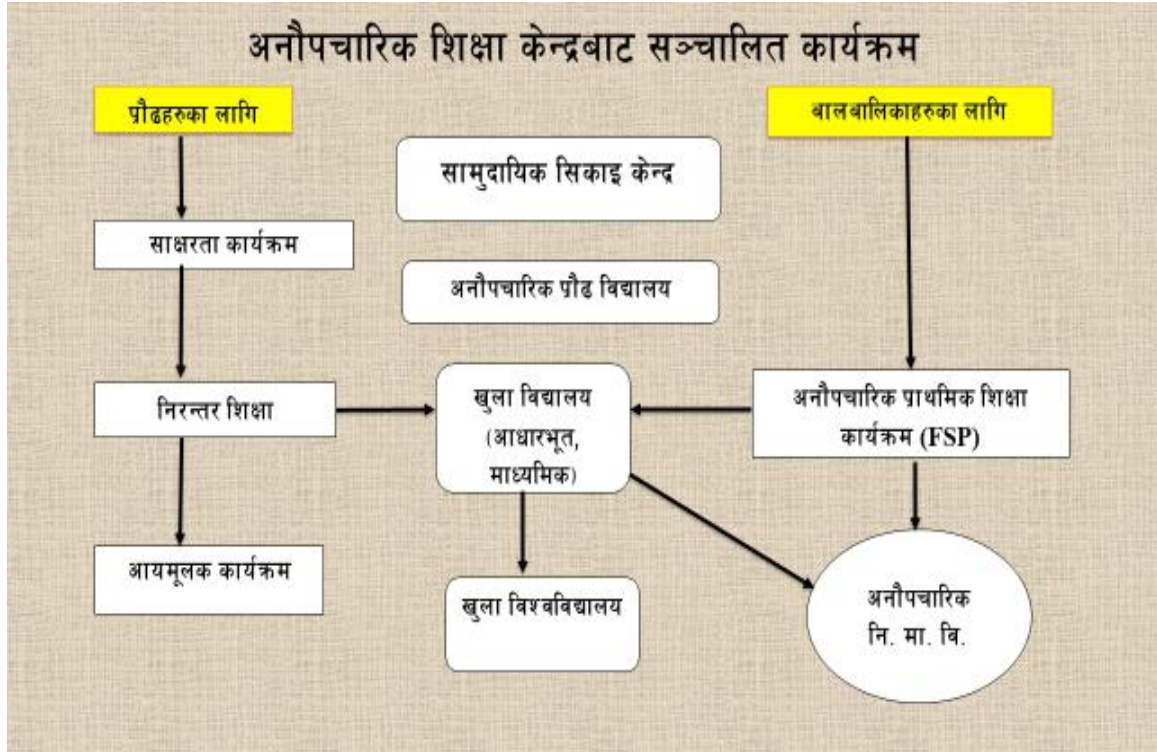 अनौपचारिक शिक्षा केन्द्रबाट सञ्चालित कार्यक्रम
प्रौढहरुका लागि
बालबालिकाहरुका लागि
सामुदायिक सिकाइ केन्द्र
साक्षरता कार्यक्रम
अनौपचारिक प्रौढ विद्यालय
निरन्तर शिक्षा
खुला विद्यालय
(आधारभूत,
माध्यमिक)
अनौपचारिक प्राथमिक शिक्षा
कार्यक्रम (FSP)
आयमूलक कार्यक्रम
खुला विश्वविद्यालय
अनौपचारिक
नि. मा. वि.